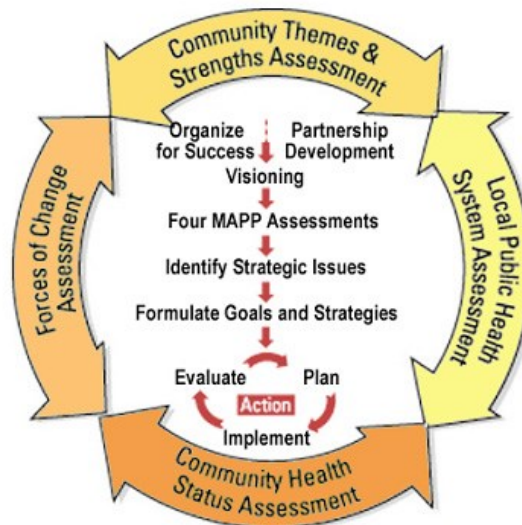 Community Themes &
Strengths Assessment
Organize
for Success
Partnership
Development
Visioning
Four MAPP Assessments
Identify Strategic Issues
Formulate Goals and Strategies
Evaluate
Plan
Action
Implement
Forces of Change
Assessment
Local Public Health
System Assessment
Community Health
Status Assessment